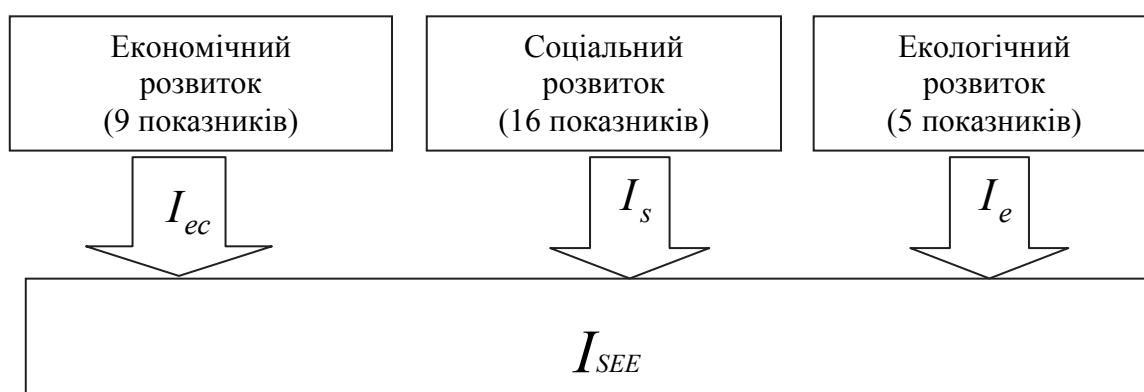 Економічний
розвиток
(9 показників)
Соціальний
розвиток
(16 показників)
Екологічний
розвиток
(5 показників)
I_ec
I_s
I_e
I_SEE